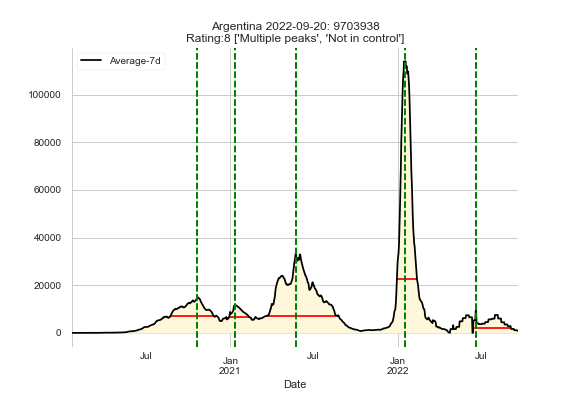 Argentina 2022-09-20: 9703938
Rating:8 ['Multiple peaks', 'Not in control']
Average-7d
100000
80000
60000
40000
20000
0
Jul
Jan
2021
Jul
Jan
2022
Jul
Date